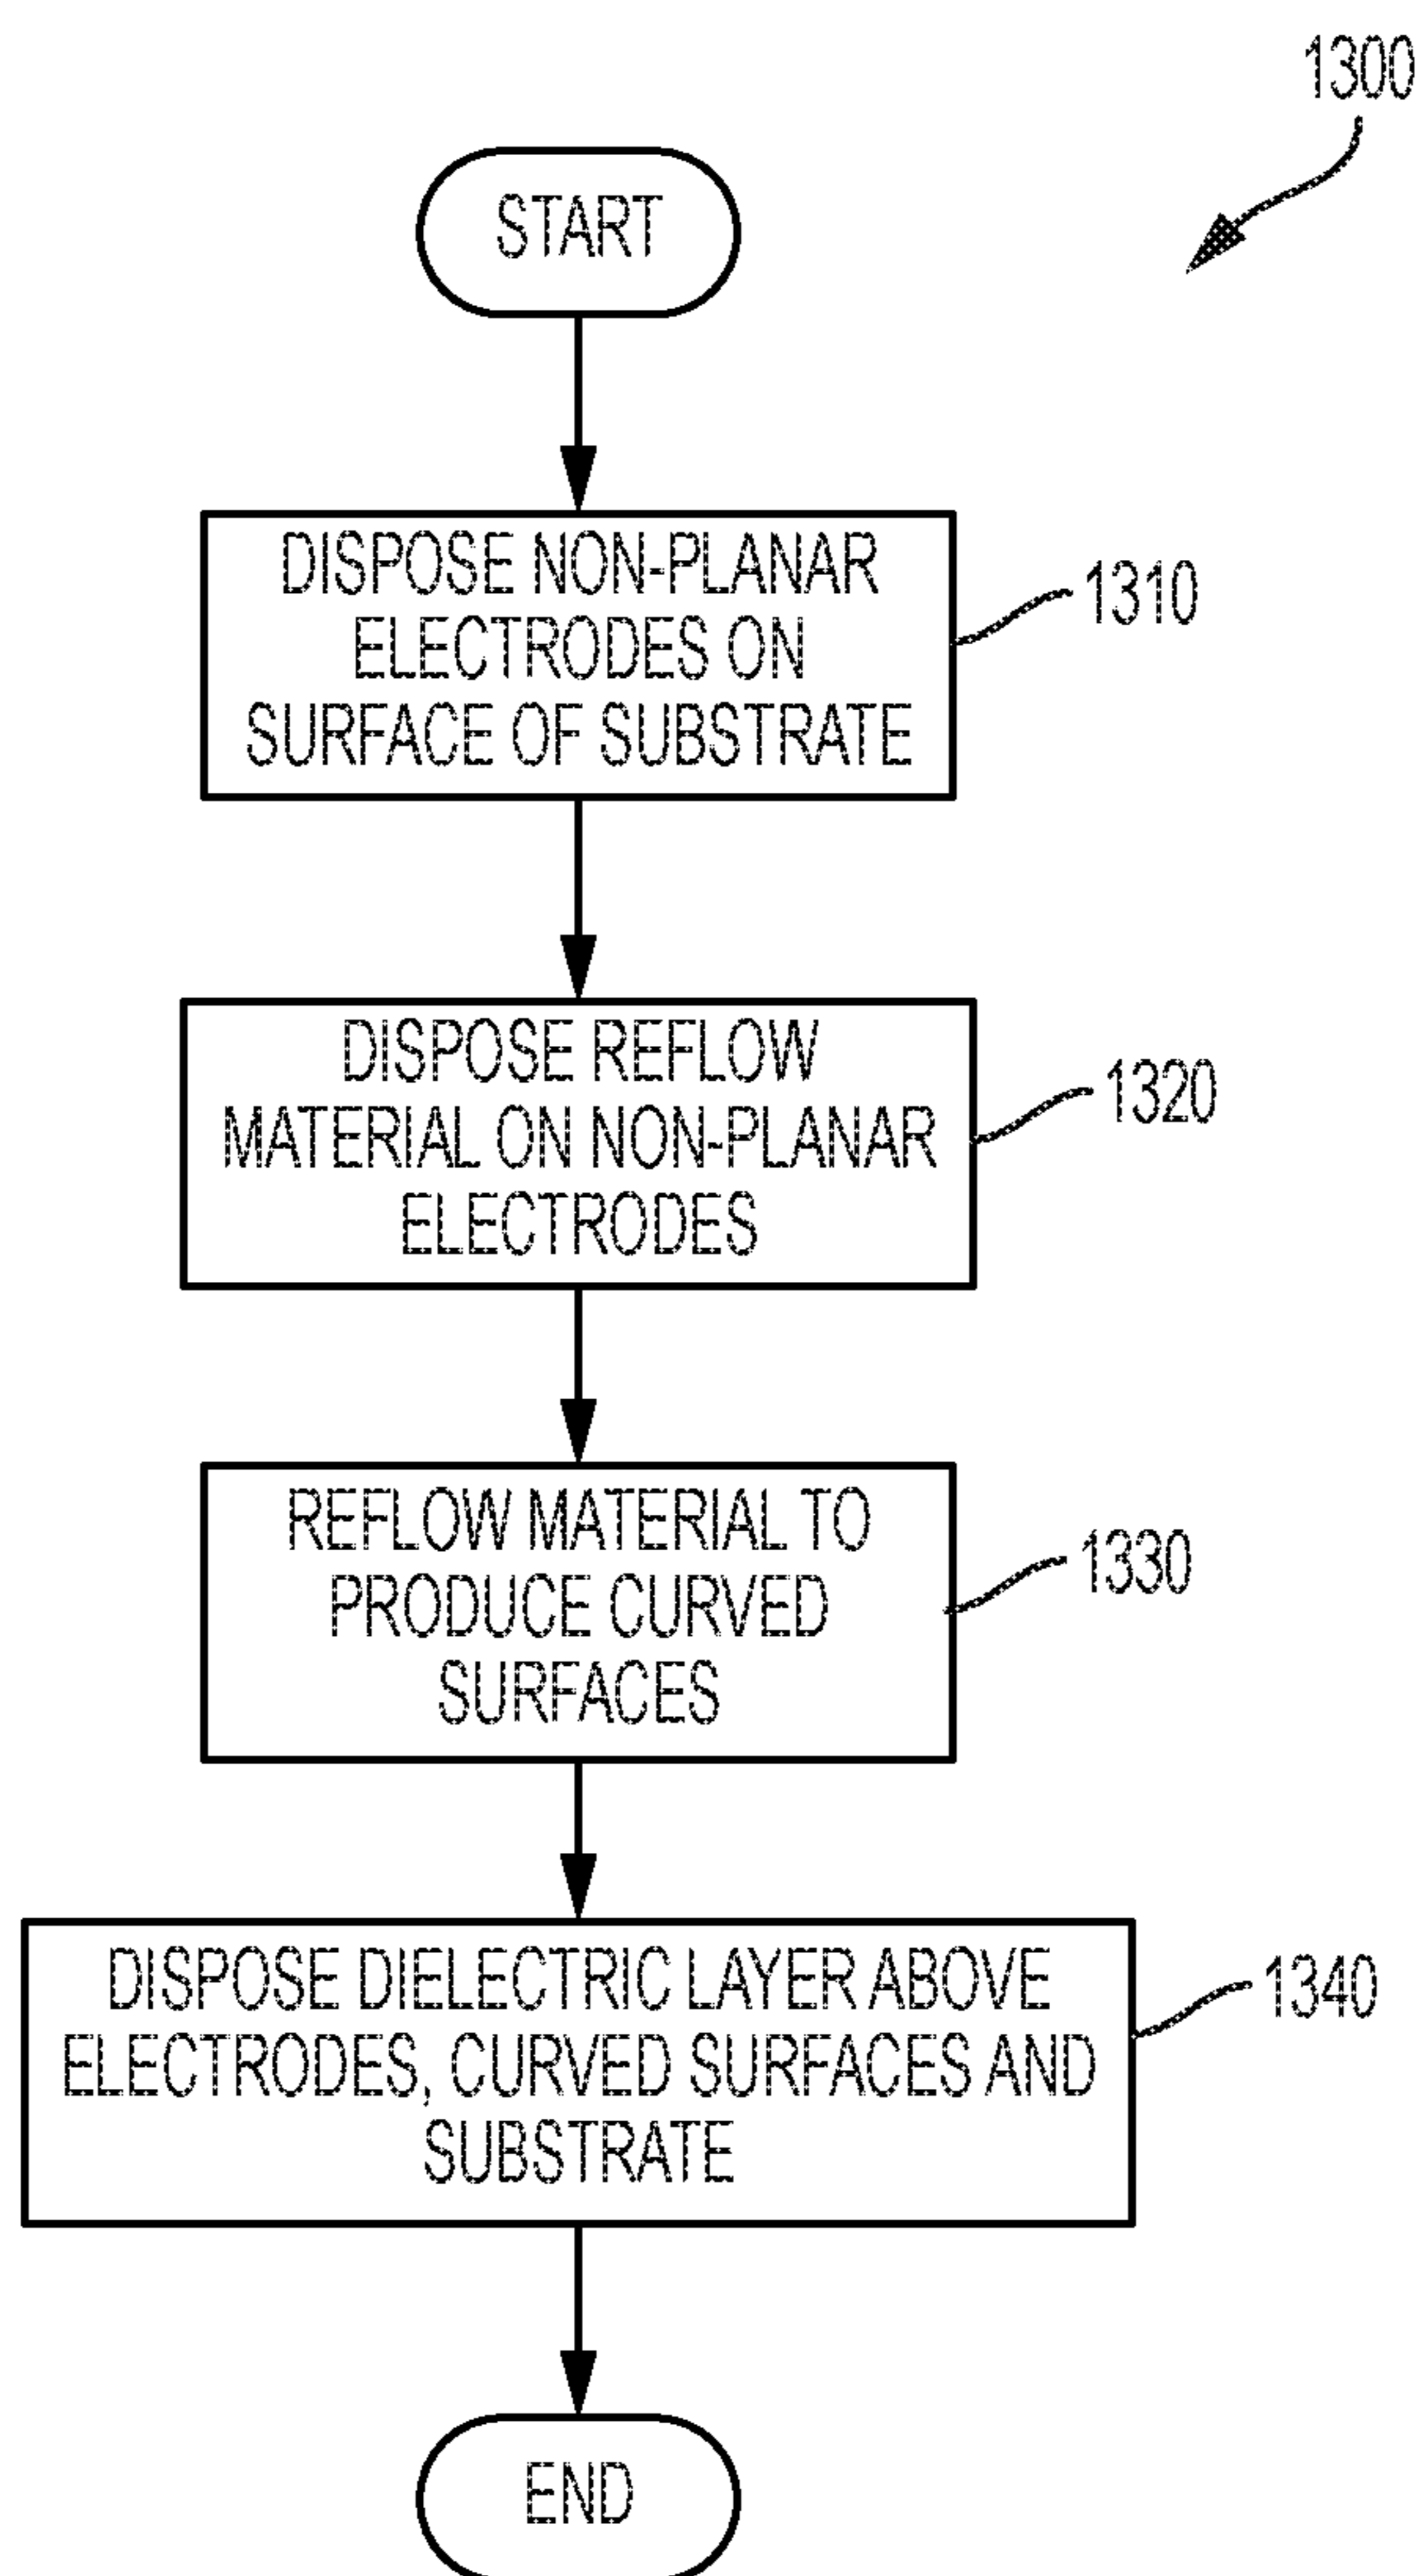 1300
START
DISPOSE NON-PLANAR
ELECTRODES ON
SURFACE OF SUBSTRATE
1310
DISPOSE REFLOW
MATERIAL ON NON-PLANAR
ELECTRODES
1320
REFLOW MATERIAL TO
PRODUCE CURVED
SURFACES
1330
DISPOSE DIELECTRIC LAYER ABOVE
ELECTRODES, CURVED SURFACES AND
SUBSTRATE
1340
END